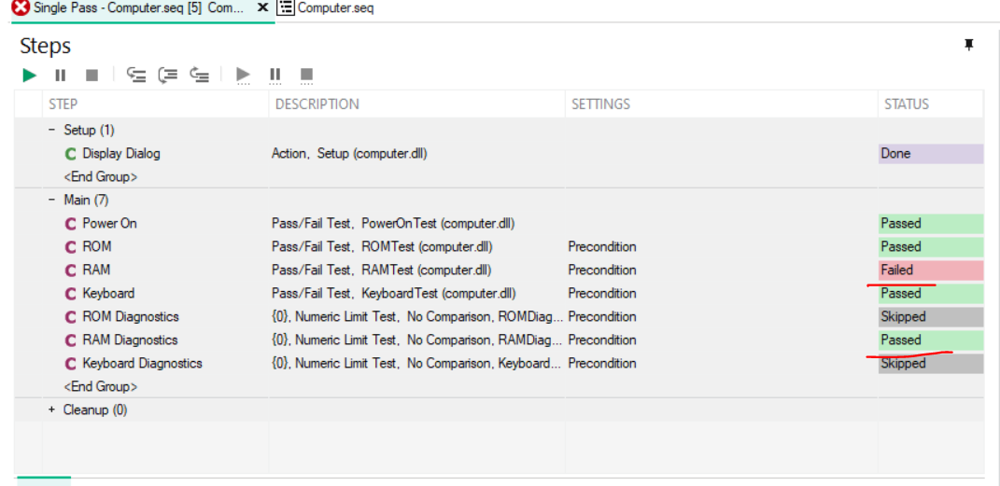 Single Pass - Computer.seq [5] Com... Computer.seq
Steps
STEP DESCRIPTION SETTINGS STATUS
- Setup (1)
C Display Dialog Action, Setup (computer.dll) Done
<End Group>
- Main (7)
C Power On Pass/Fail Test, PowerOnTest (computer.dll) Passed
C ROM Pass/Fail Test, ROMTest (computer.dll) Precondition Passed
C RAM Pass/Fail Test, RAMTest (computer.dll) Precondition Failed
C Keyboard Pass/Fail Test, KeyboardTest (computer.dll) Precondition Passed
C ROM Diagnostics {0}, Numeric Limit Test, No Comparison, ROMDiag... Precondition Skipped
C RAM Diagnostics {0}, Numeric Limit Test, No Comparison, RAMDiag... Precondition Passed
C Keyboard Diagnostics {0}, Numeric Limit Test, No Comparison, Keyboard... Precondition Skipped
<End Group>
+ Cleanup (0)